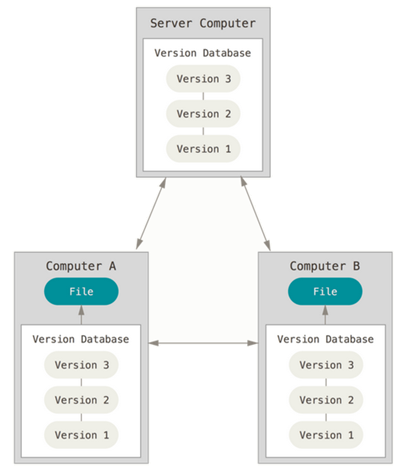 Server Computer
Version Database
Version 3
Version 2
Version 1
Computer A
File
Version Database
Version 3
Version 2
Version 1
Computer B
File
Version Database
Version 3
Version 2
Version 1